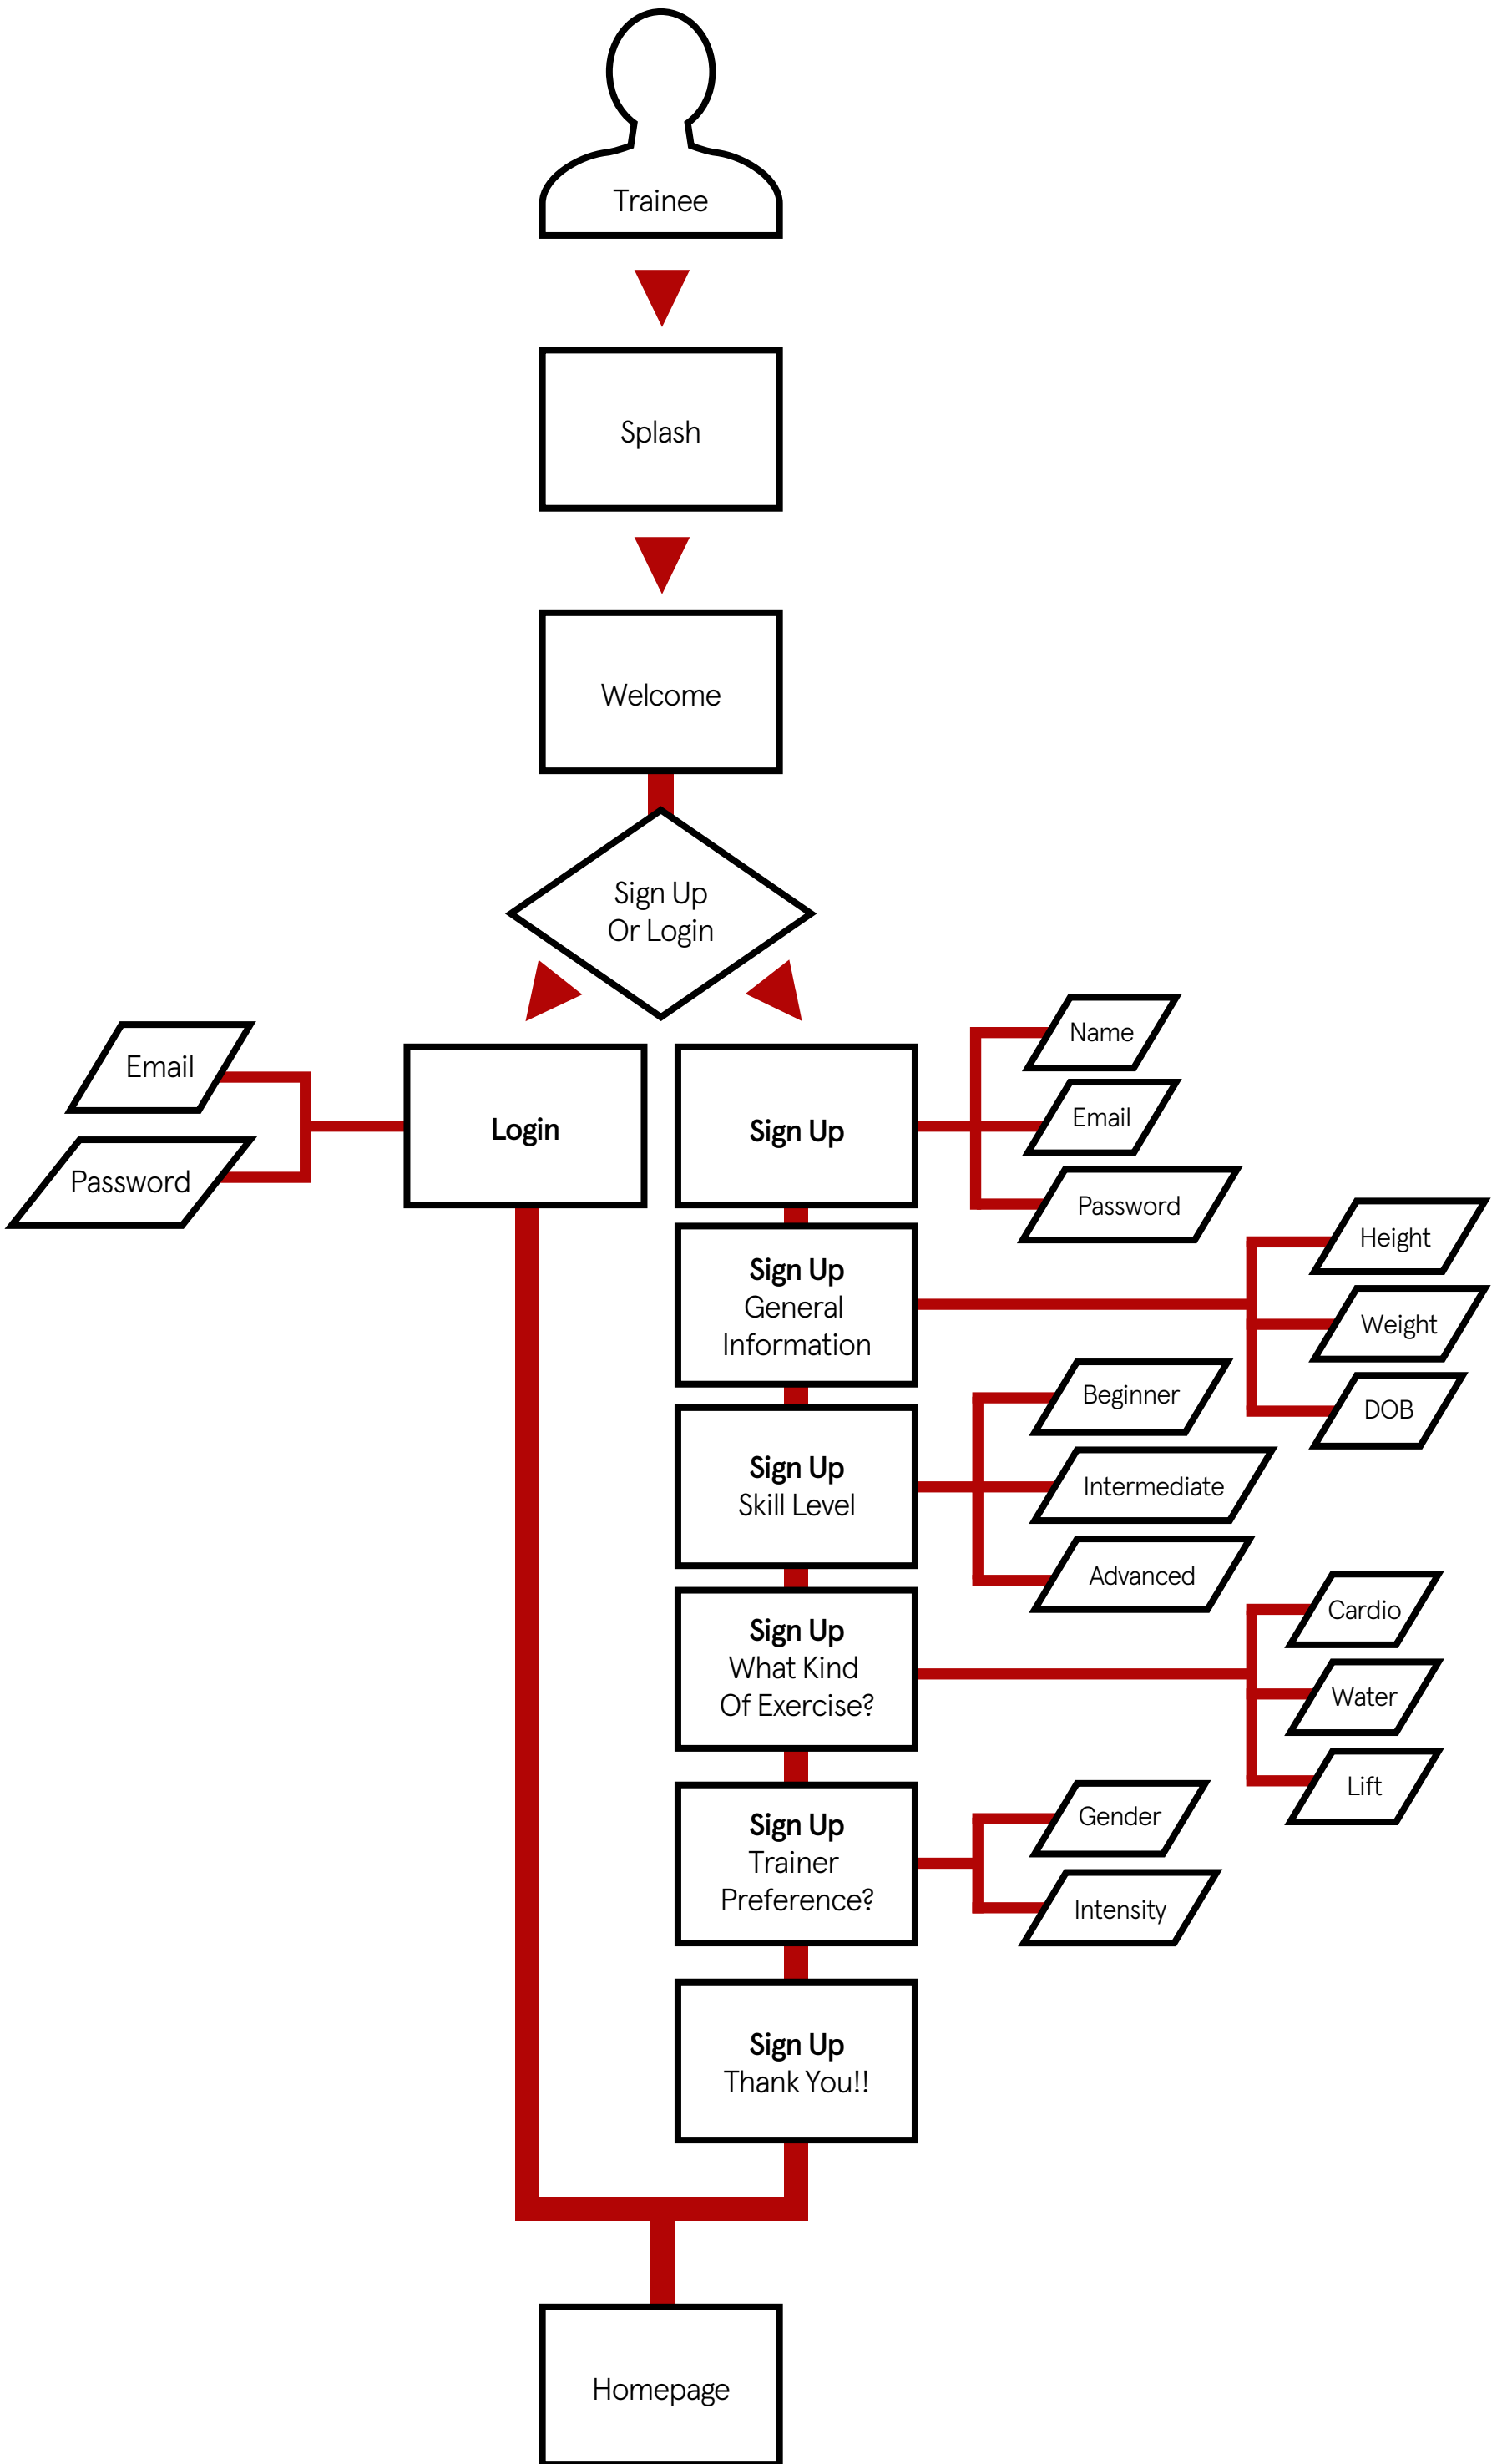 Trainee
Splash
Welcome
Sign Up
Or Login
Email
Password
Login
Sign Up
Name
Email
Password
Sign Up
General
Information
Height
Weight
DOB
Sign Up
Skill Level
Beginner
Intermediate
Advanced
Sign Up
What Kind
Of Exercise?
Cardio
Water
Lift
Sign Up
Trainer
Preference?
Gender
Intensity
Sign Up
Thank You!!
Homepage